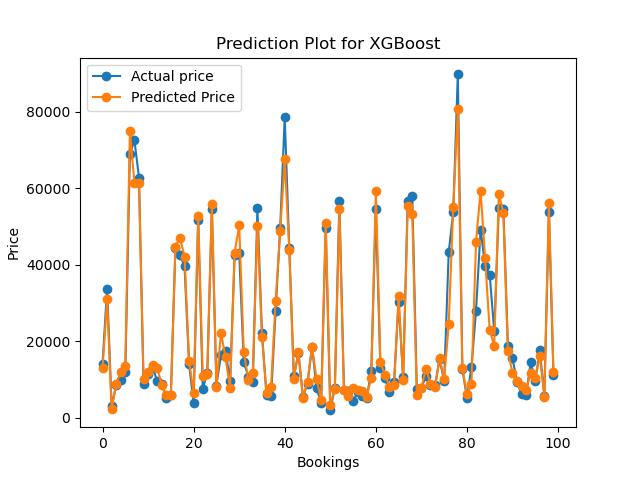 Prediction Plot for XGBoost
Actual price
Predicted Price
80000
60000
40000
20000
0
Price
0 20 40 60 80 100
Bookings